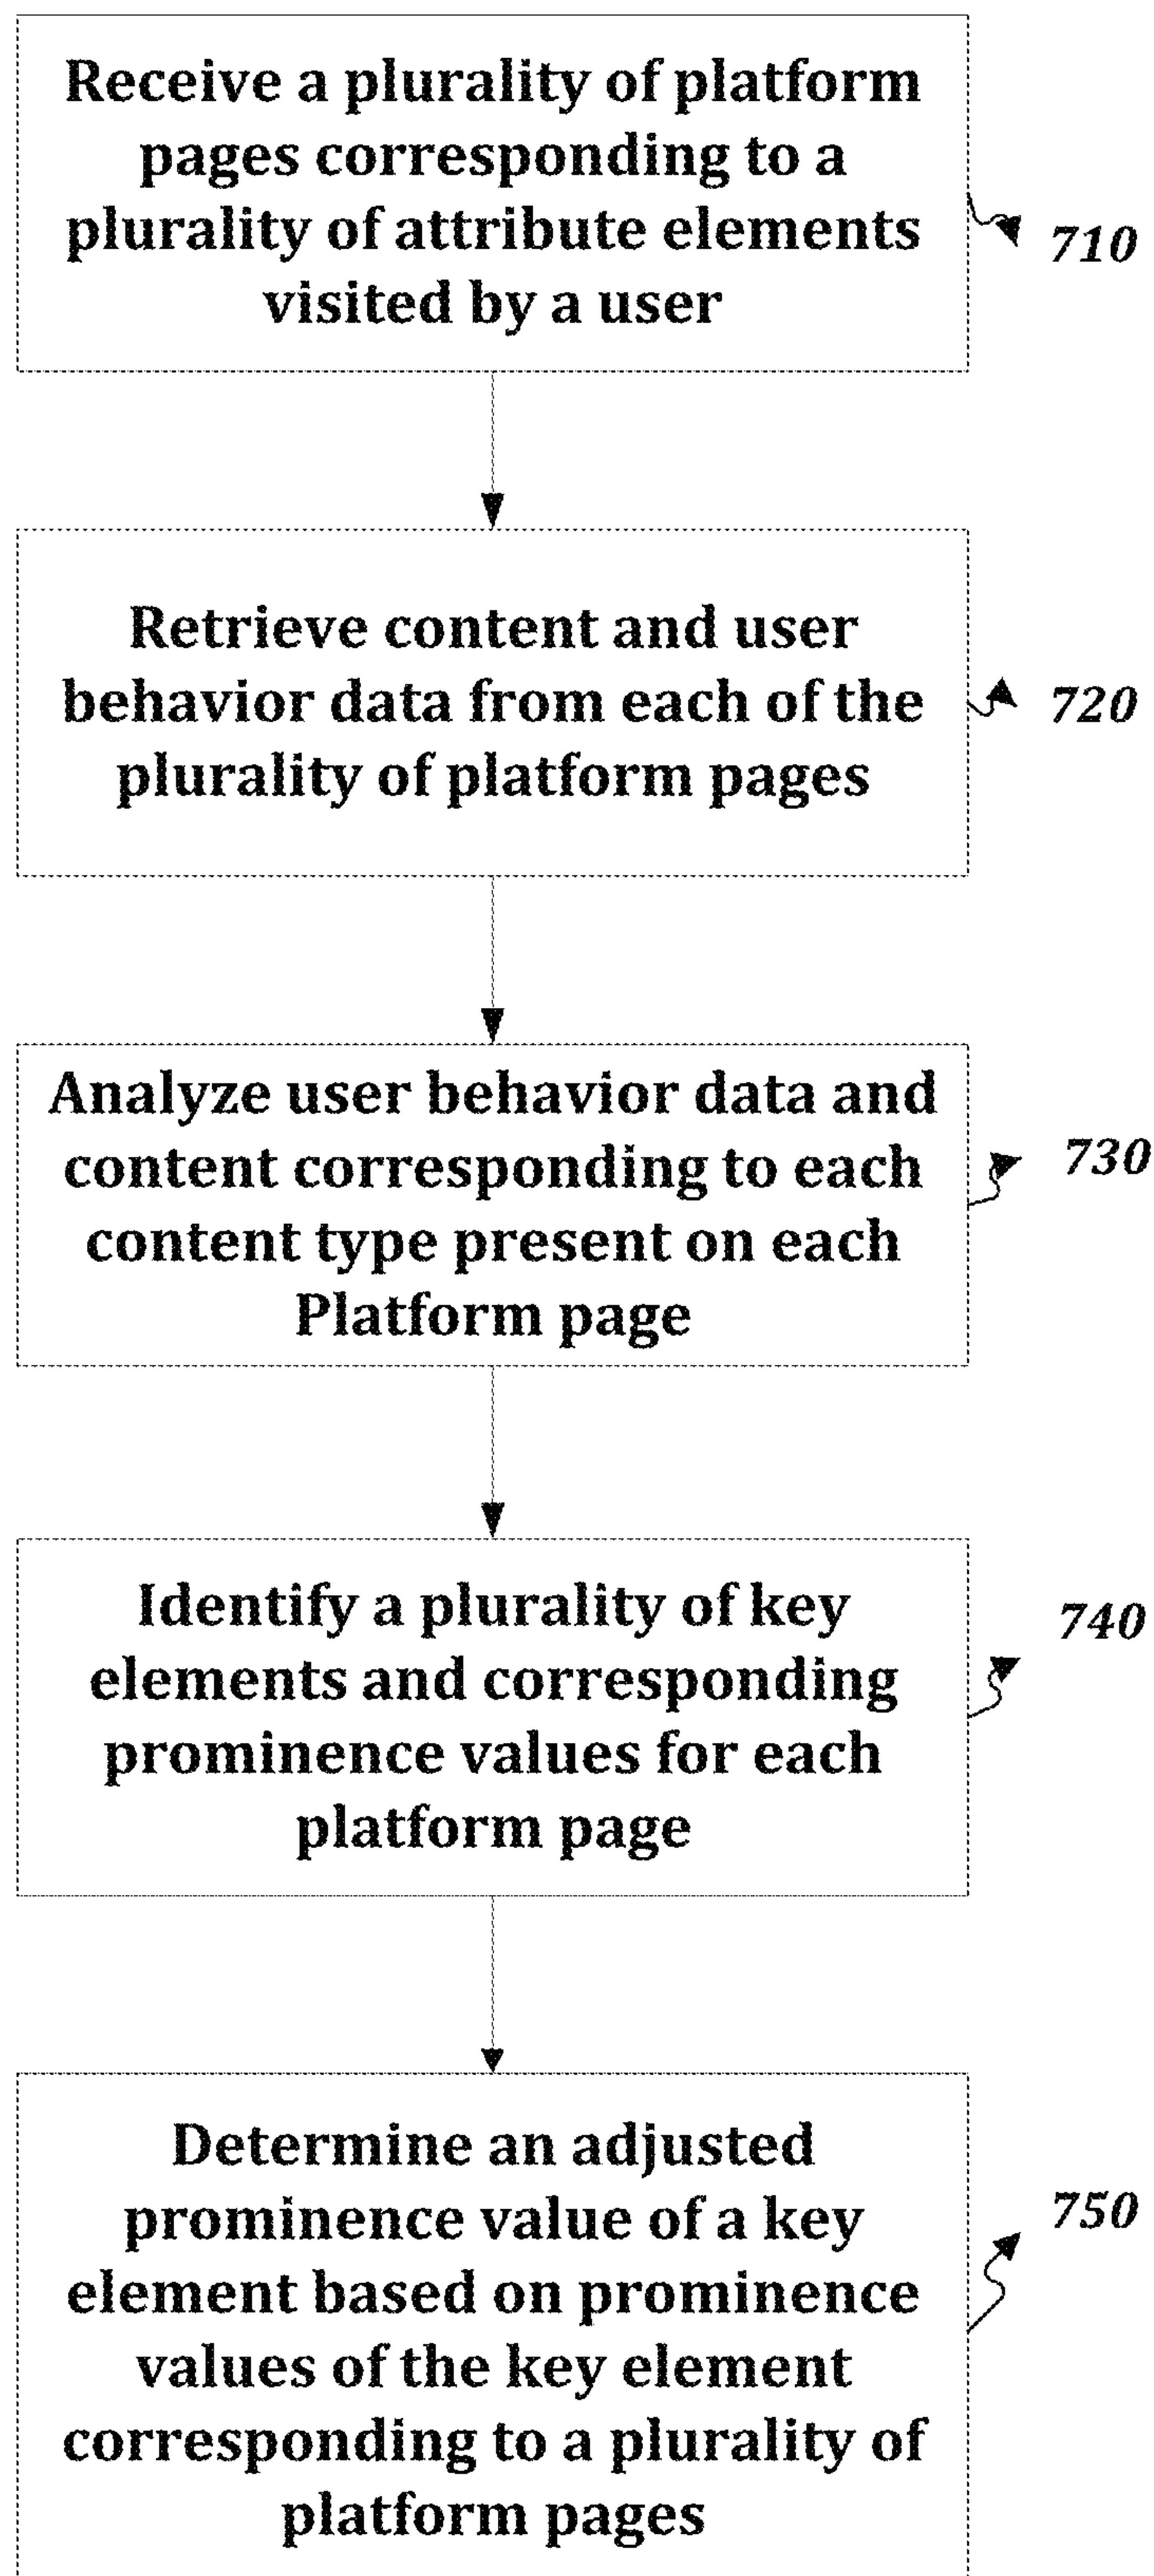 Receive a plurality of platform
pages corresponding to a
plurality of attribute elements
visited by a user
710
Retrieve content and user
behavior data from each of the
plurality of platform pages
720
Analyze user behavior data and
content corresponding to each
content type present on each
Platform page
730
Identify a plurality of key
elements and corresponding
prominence values for each
platform page
740
Determine an adjusted
prominence value of a key
element based on prominence
values of the key element
corresponding to a plurality of
platform pages
750